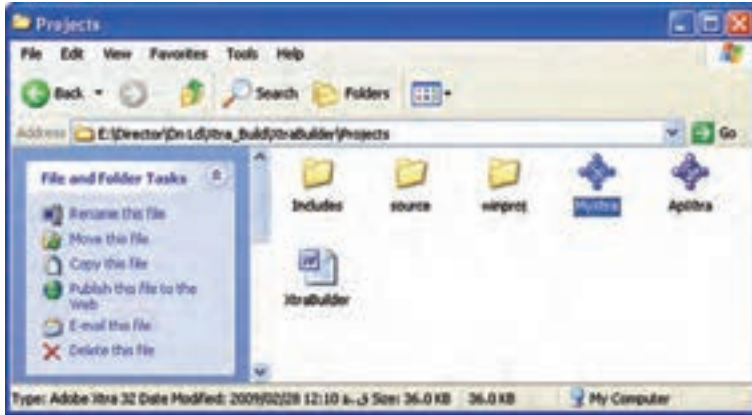 Projects
File Edit View Favorites Tools Help
Back Search Folders
Address E:\Director\On Ld\Xtra_Build\XtraBuilder\Projects Go
File and Folder Tasks
Rename this file
Move this file
Copy this file
Publish this file to the
Web
E-mail this file
Delete this file
Includes source winproj MyXtra ApiXtra
XtraBuilder
Type: Adobe Xtra 32 Date Modified: 2009/02/28 12:10 ق.ظ Size: 36.0 KB 36.0 KB My Computer